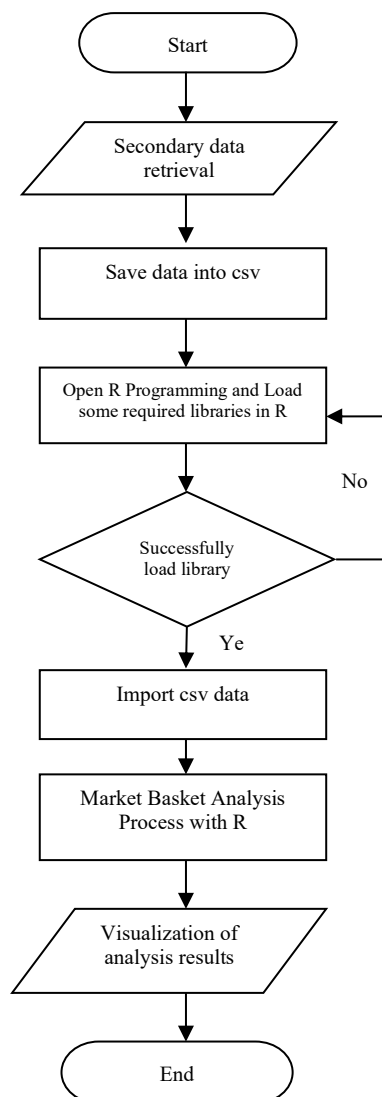 Start
Secondary data
retrieval
Save data into csv
Open R Programming and Load
some required libraries in R
No
Successfully
load library
Ye
Import csv data
Market Basket Analysis
Process with R
Visualization of
analysis results
End